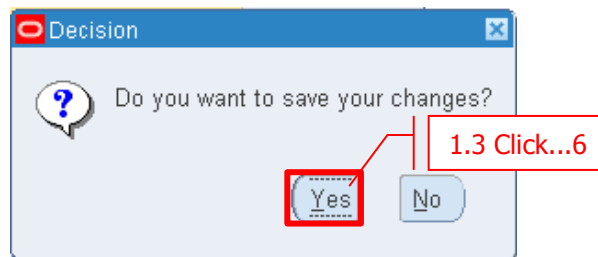 Decision
Do you want to save your changes?
1.3 Click...6
Yes
No